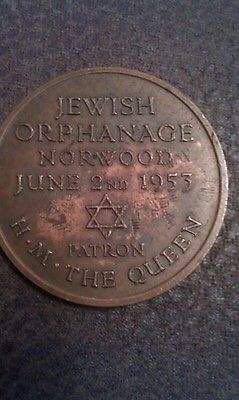 JEWISH
ORPHANAGE
NORWOOD
JUNE 2ND 1953
PATRON
H.M. THE QUEEN